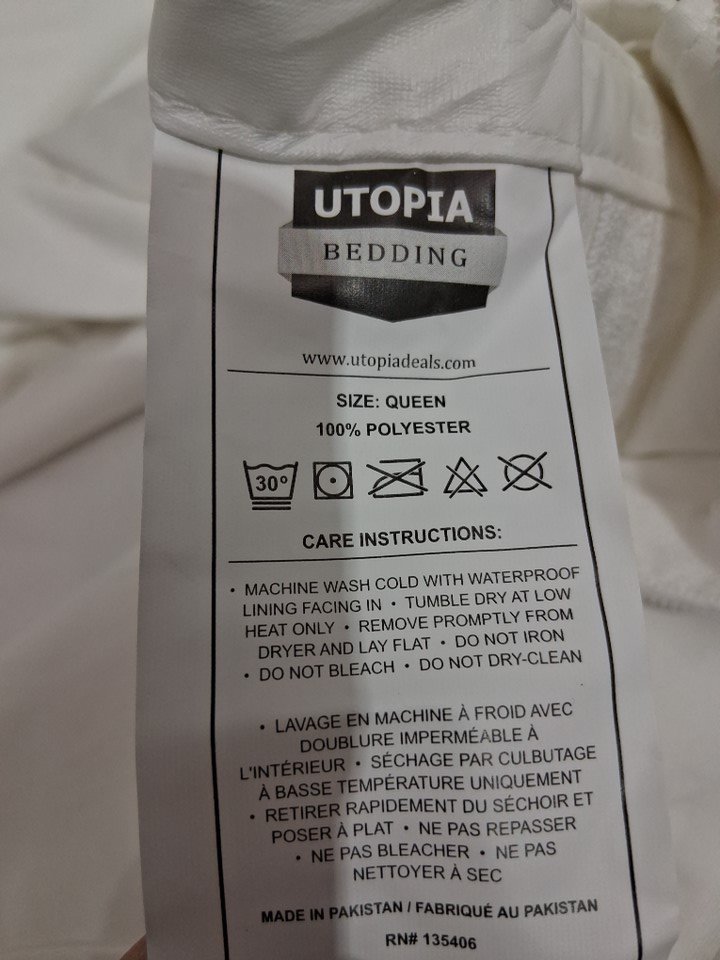 UTOPIA
BEDDING
www.utopiadeals.com
SIZE: QUEEN
100% POLYESTER
30°
CARE INSTRUCTIONS:
• MACHINE WASH COLD WITH WATERPROOF
LINING FACING IN • TUMBLE DRY AT LOW
HEAT ONLY • REMOVE PROMPTLY FROM
DRYER AND LAY FLAT • DO NOT IRON
• DO NOT BLEACH • DO NOT DRY-CLEAN
• LAVAGE EN MACHINE À FROID AVEC
DOUBLURE IMPERMÉABLE À
L'INTÉRIEUR • SÉCHAGE PAR CULBUTAGE
À BASSE TEMPÉRATURE UNIQUEMENT
• RETIRER RAPIDEMENT DU SÉCHOIR ET
POSER À PLAT • NE PAS REPASSER
• NE PAS BLEACHER • NE PAS
NETTOYER À SEC
MADE IN PAKISTAN / FABRIQUÉ AU PAKISTAN
RN# 135406